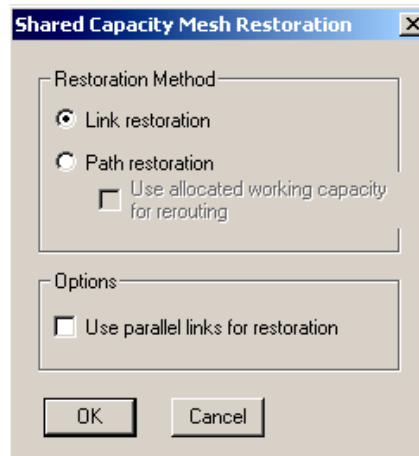 Shared Capacity Mesh Restoration
Restoration Method
Link restoration
Path restoration
Use allocated working capacity
for rerouting
Options
Use parallel links for restoration
OK
Cancel